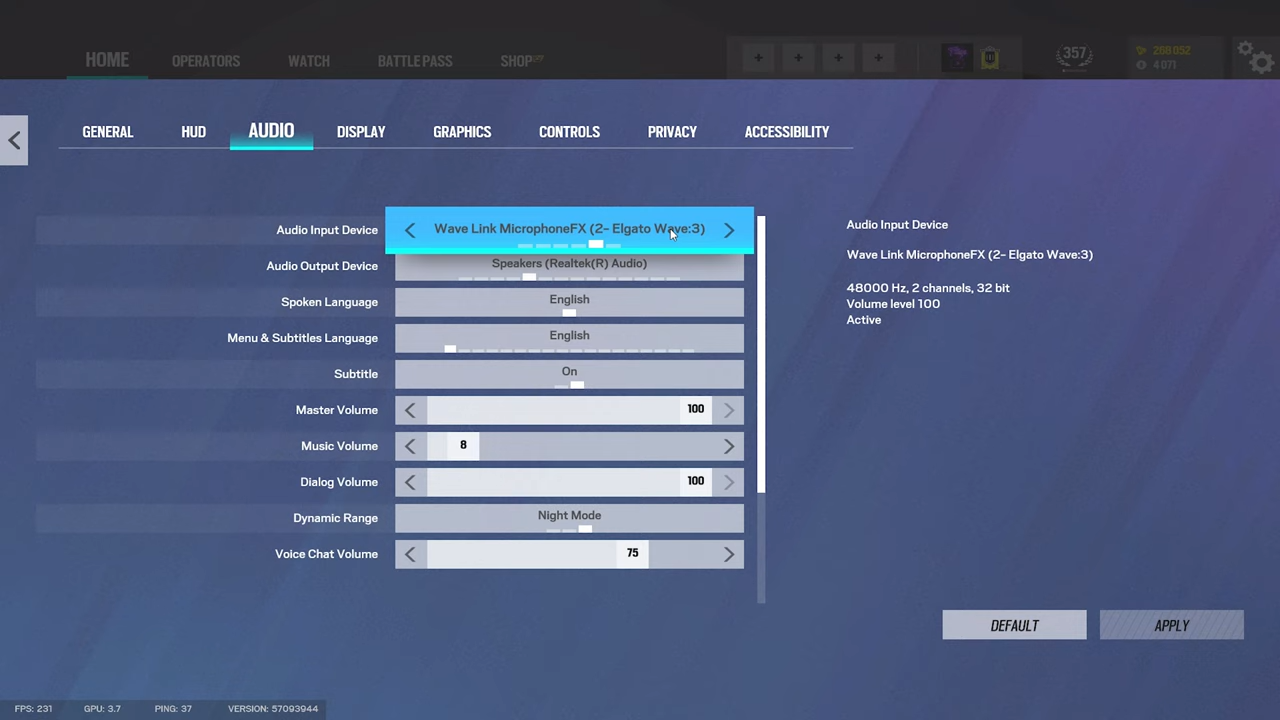 HOME OPERATORS WATCH BATTLE PASS SHOP
357
268 052
4 071
GENERAL HUD AUDIO DISPLAY GRAPHICS CONTROLS PRIVACY ACCESSIBILITY
Audio Input Device Wave Link MicrophoneFX (2- Elgato Wave:3)
Audio Output Device Speakers (Realtek(R) Audio)
Spoken Language English
Menu & Subtitles Language English
Subtitle On
Master Volume 100
Music Volume 8
Dialog Volume 100
Dynamic Range Night Mode
Voice Chat Volume 75
Audio Input Device
Wave Link MicrophoneFX (2- Elgato Wave:3)
48000 Hz, 2 channels, 32 bit
Volume level 100
Active
DEFAULT APPLY
FPS: 231 GPU: 3.7 PING: 37 VERSION: 57093944